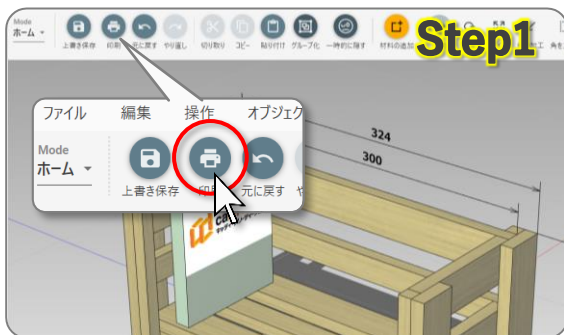 Mode
ホーム
上書き保存
印刷
元に戻す
やり直し
切り取り
コピー
貼り付け
グループ化
一時的に隠す
材料の追加
Step1
ファイル
編集
操作
オブジェク
Mode
ホーム
上書き保存
元に戻す
324
300